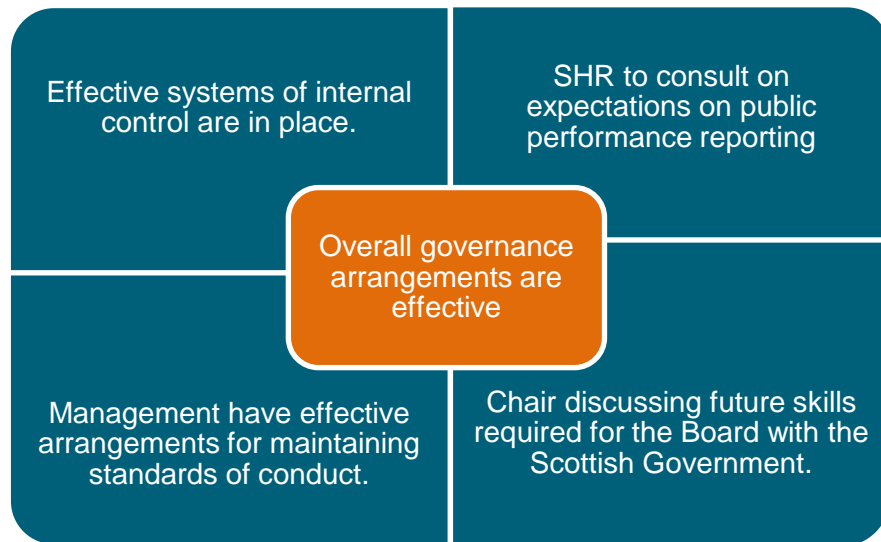 Effective systems of internal
control are in place.
SHR to consult on
expectations on public
performance reporting
Overall governance
arrangements are
effective
Management have effective
arrangements for maintaining
standards of conduct.
Chair discussing future skills
required for the Board with the
Scottish Government.